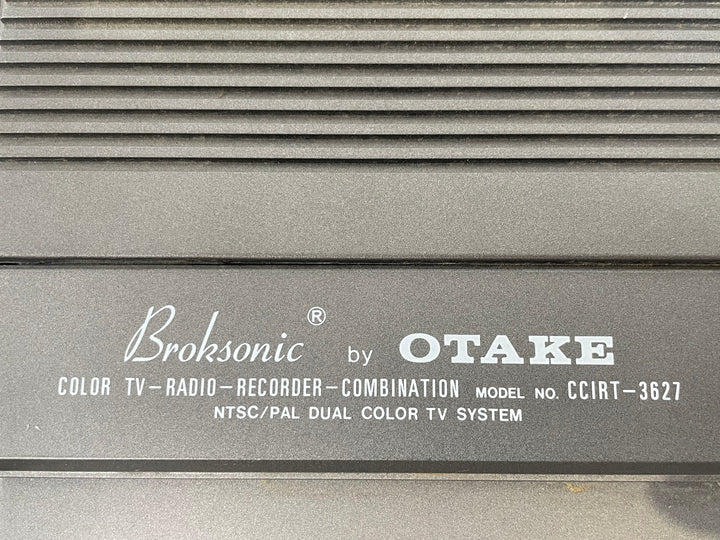 Broksonic® by OTAKE
COLOR TV-RADIO-RECORDER-COMBINATION MODEL NO. CCIRT-3627
NTSC/PAL DUAL COLOR TV SYSTEM